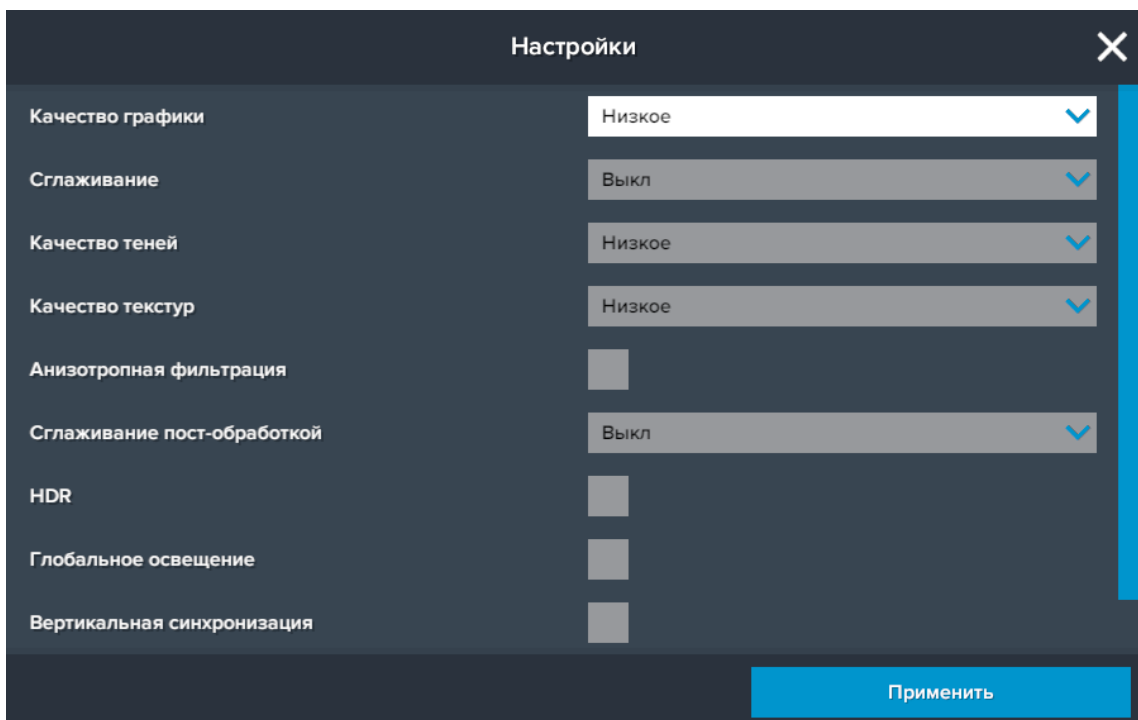 Настройки
Качество графики Низкое
Сглаживание Выкл
Качество теней Низкое
Качество текстур Низкое
Анизотропная фильтрация
Сглаживание пост-обработкой Выкл
HDR
Глобальное освещение
Вертикальная синхронизация
Применить